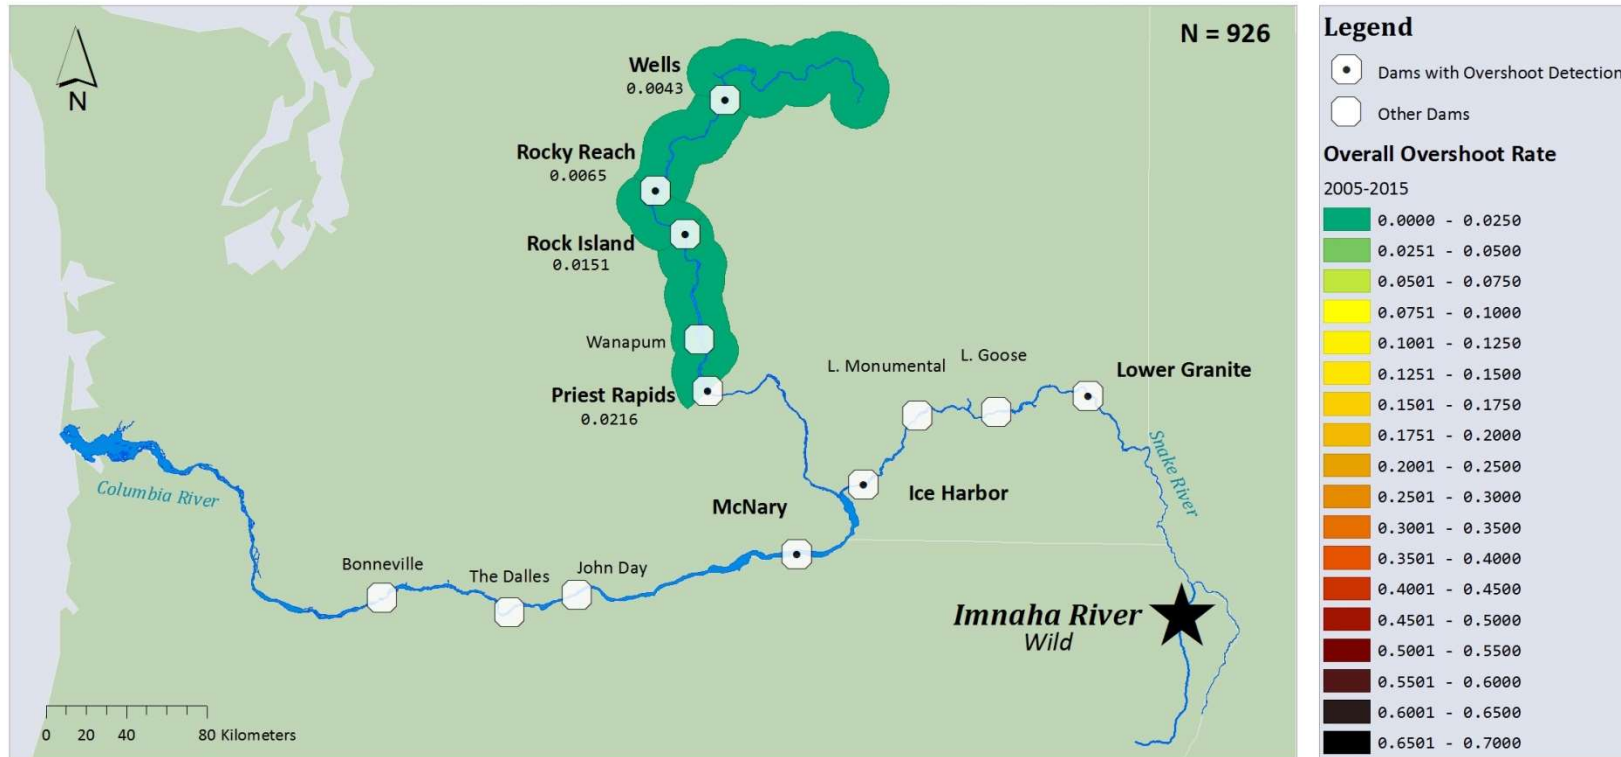 N = 926
N
Wells
0.0043
Rocky Reach
0.0065
Rock Island
0.0151
Wanapum
Priest Rapids
0.0216
L. Monumental
L. Goose
Lower Granite
Snake River
Columbia River
McNary
Ice Harbor
Bonneville
The Dalles
John Day
Imnaha River
Wild
0 20 40 80 Kilometers
Legend
Dams with Overshoot Detection
Other Dams
Overall Overshoot Rate
2005-2015
0.0000 - 0.0250
0.0251 - 0.0500
0.0501 - 0.0750
0.0751 - 0.1000
0.1001 - 0.1250
0.1251 - 0.1500
0.1501 - 0.1750
0.1751 - 0.2000
0.2001 - 0.2500
0.2501 - 0.3000
0.3001 - 0.3500
0.3501 - 0.4000
0.4001 - 0.4500
0.4501 - 0.5000
0.5001 - 0.5500
0.5501 - 0.6000
0.6001 - 0.6500
0.6501 - 0.7000